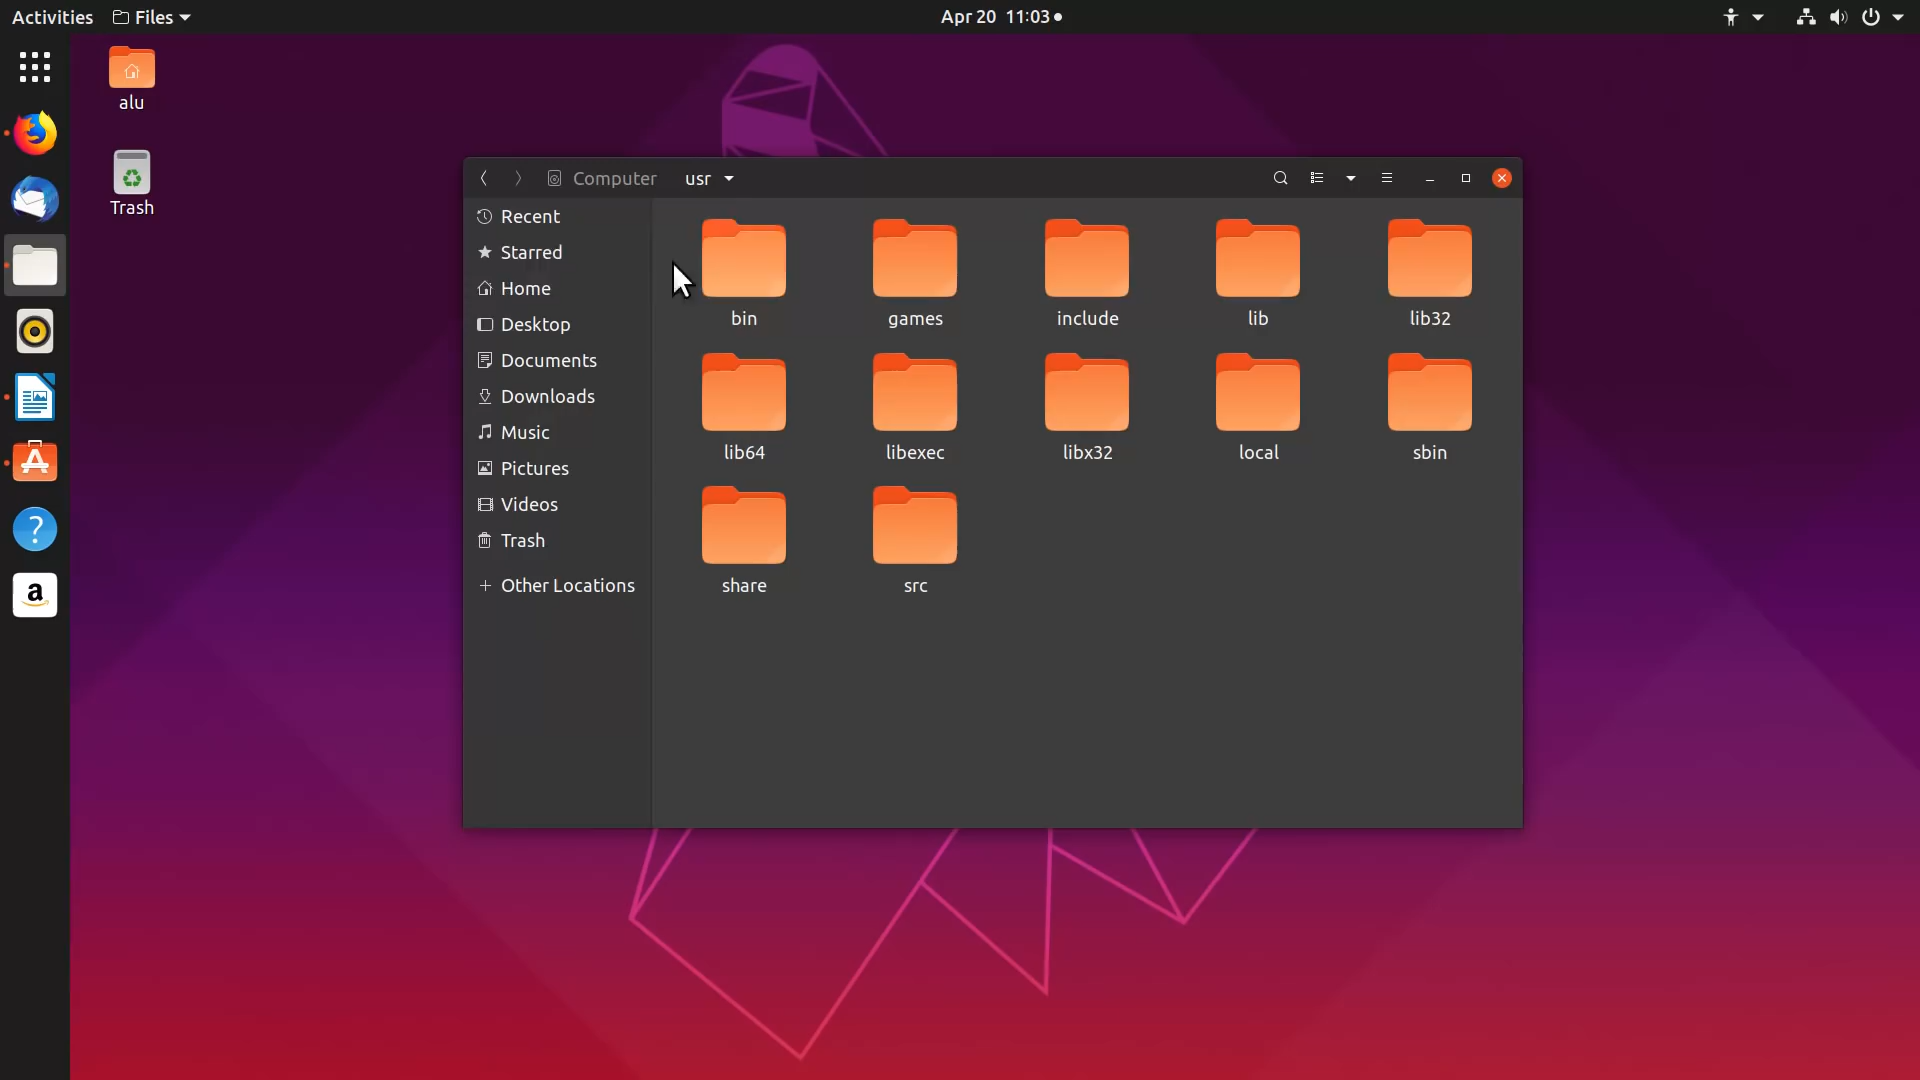 Activities Files Apr 20 11:03
alu
Trash
Computer usr
Recent
Starred
Home
Desktop
Documents
Downloads
Music
Pictures
Videos
Trash
Other Locations
bin games include lib lib32
lib64 libexec libx32 local sbin
share src
?
a